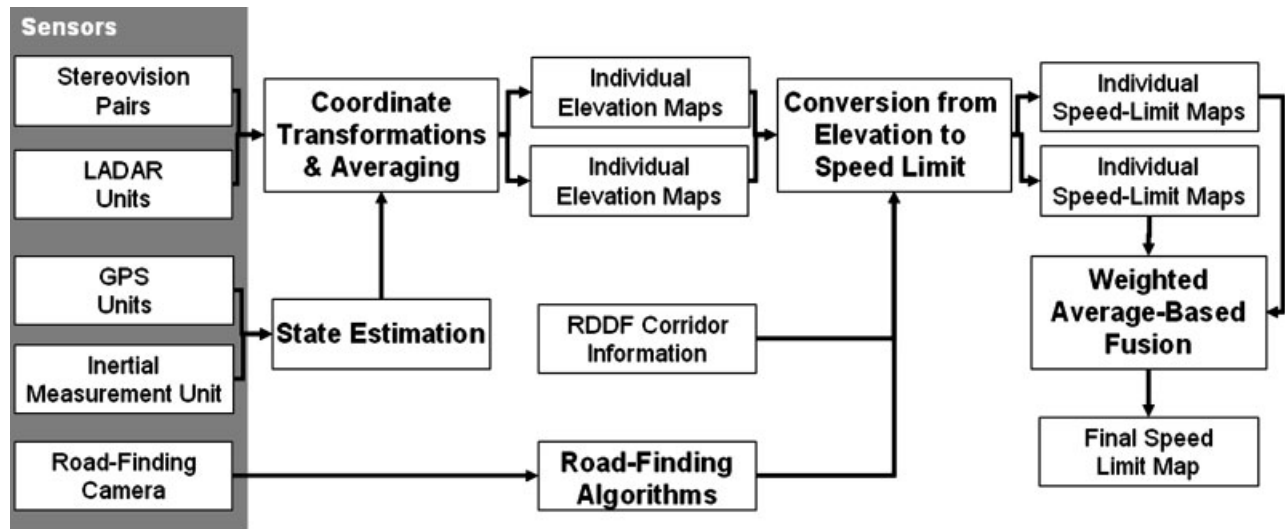 Sensors
Stereovision
Pairs
LADAR
Units
GPS
Units
Inertial
Measurement Unit
Road-Finding
Camera
Coordinate
Transformations
& Averaging
State Estimation
Individual
Elevation Maps
Individual
Elevation Maps
RDDF Corridor
Information
Road-Finding
Algorithms
Conversion from
Elevation to
Speed Limit
Individual
Speed-Limit Maps
Individual
Speed-Limit Maps
Weighted
Average-Based
Fusion
Final Speed
Limit Map